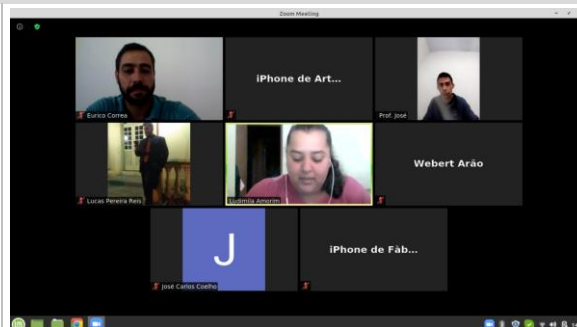 Zoom Meeting
iPhone de Art...
Eurico Correa
Prof. José
Webert Arão
Lucas Pereira Reis
Ludimila Amorim
J
iPhone de Fàb...
José Carlos Coelho